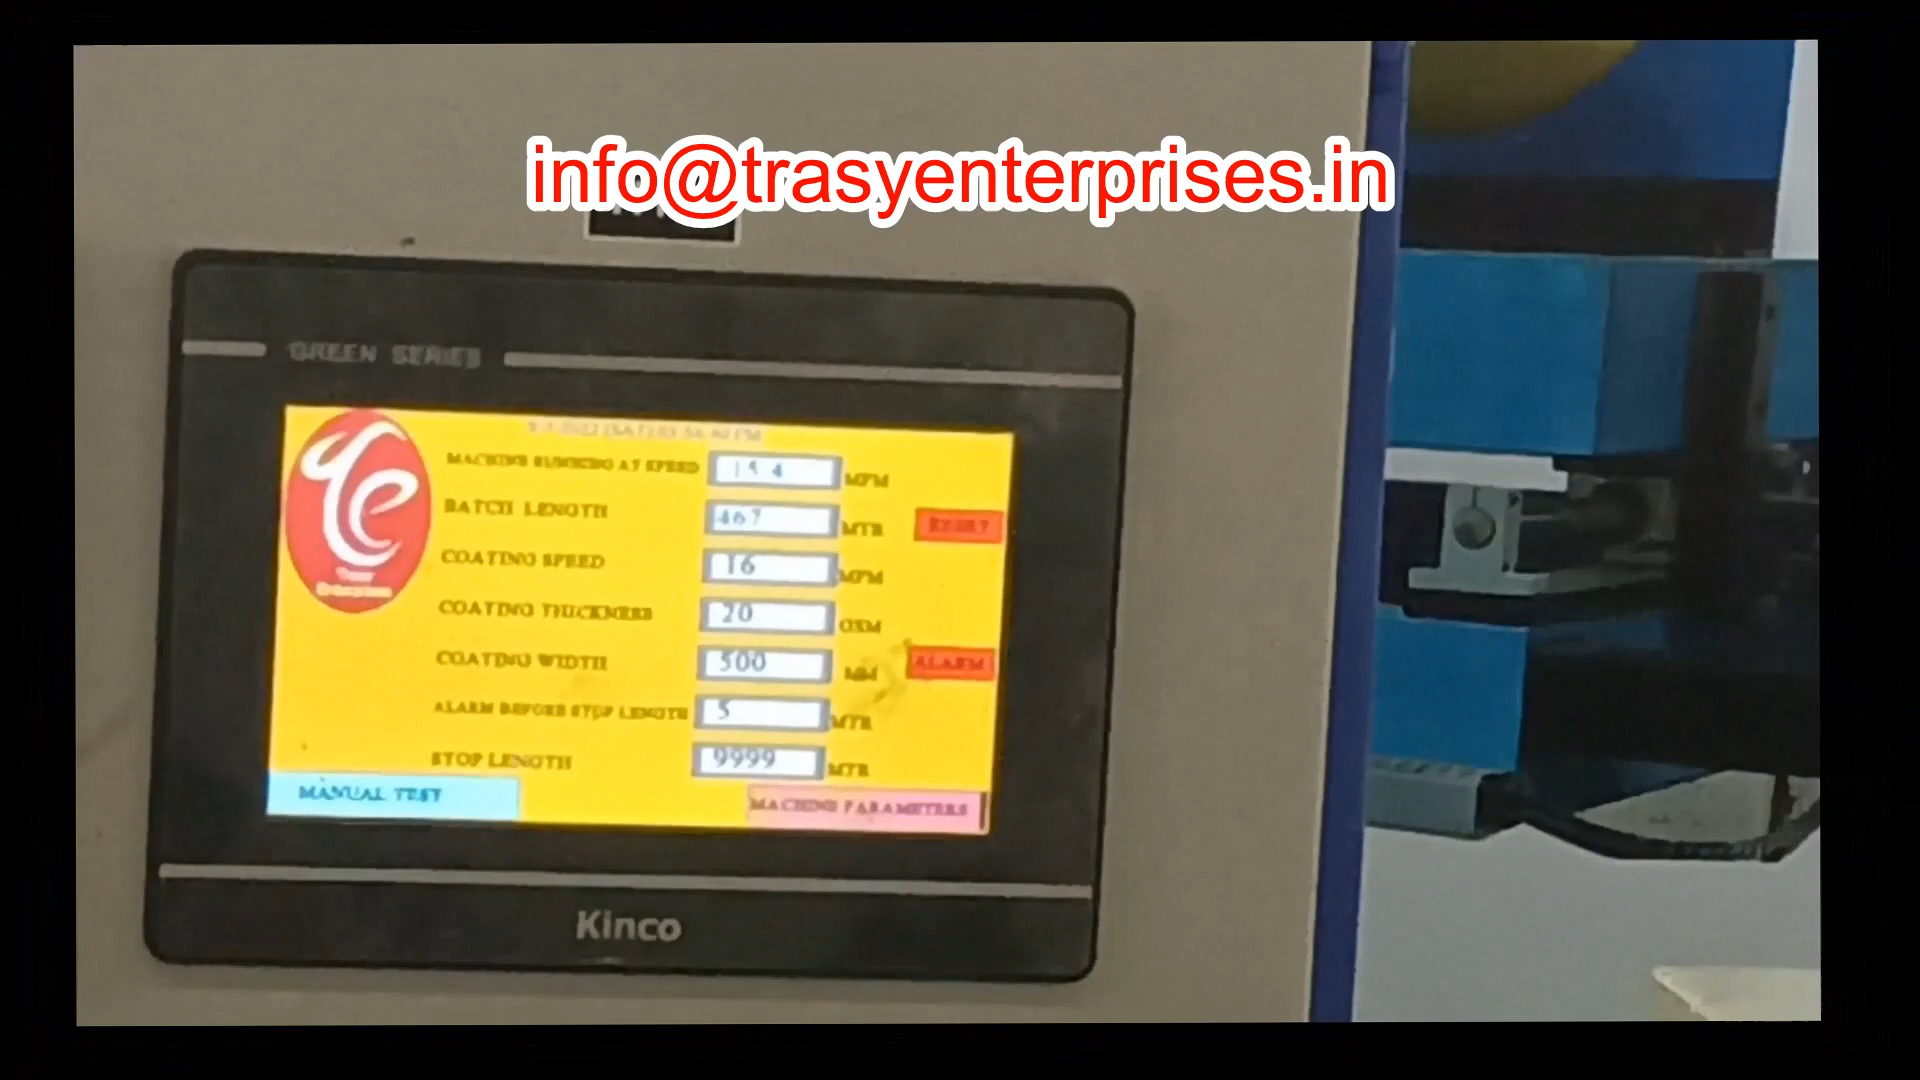 info@trasyenterprises.in
GREEN SERIES
MACHINE RUNNING AT SPEED 15.4 MPM
BATCH LENGTH 467 MTR RESET
COATING SPEED 16 MPM
COATING THICKNESS 20 GSM
COATING WIDTH 500 MM ALARM
ALARM BEFORE STOP LENGTH 5 MTR
STOP LENGTH 9999 MTR
MANUAL TEST MACHINE PARAMETERS
Trasy
Enterprises
Kinco